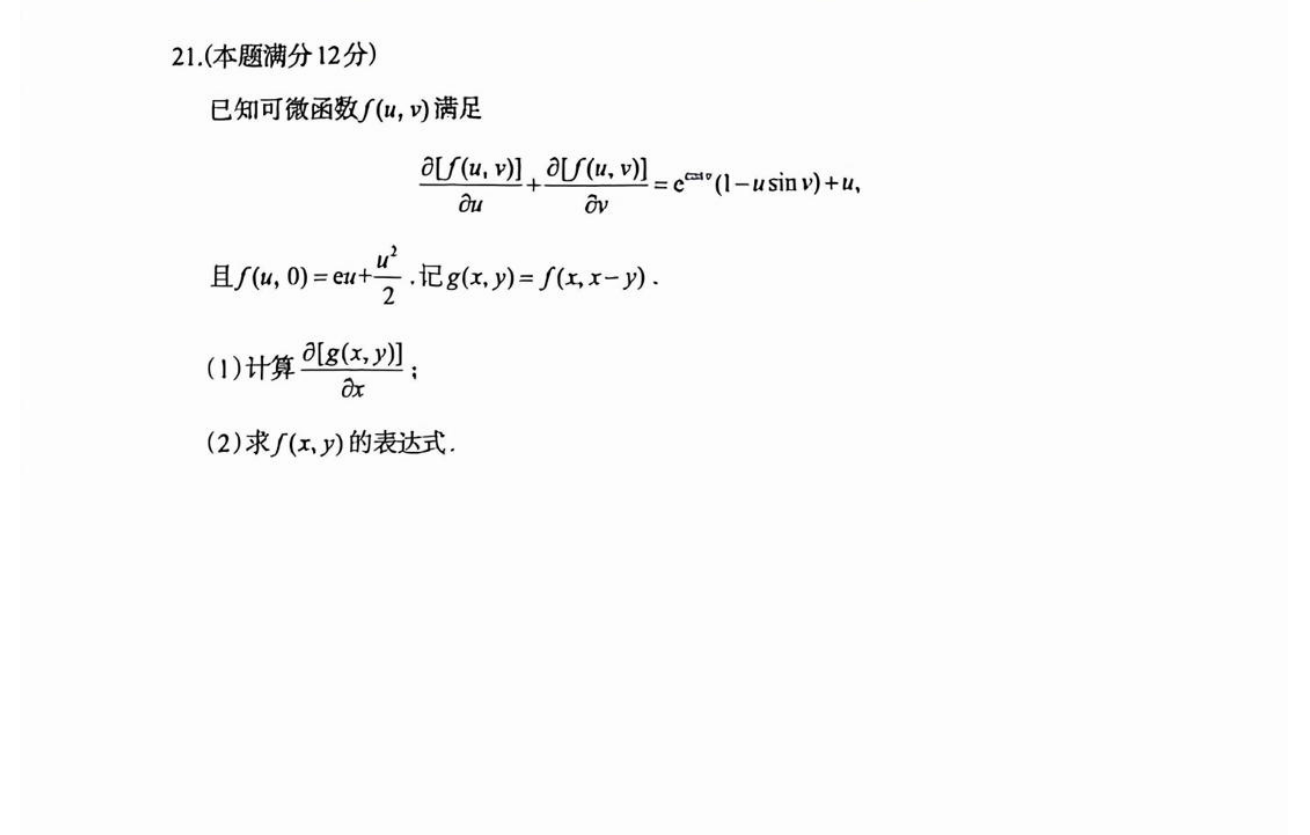 21.(本题满分12分)
已知可微函数f(u, v)满足
∂[f(u, v)]/∂u + ∂[f(u, v)]/∂v = e^{cos v}(1-u sin v)+u,
且f(u, 0)=eu+u²/2.记g(x, y)=f(x, x-y).
(1)计算∂[g(x, y)]/∂x;
(2)求f(x, y)的表达式.